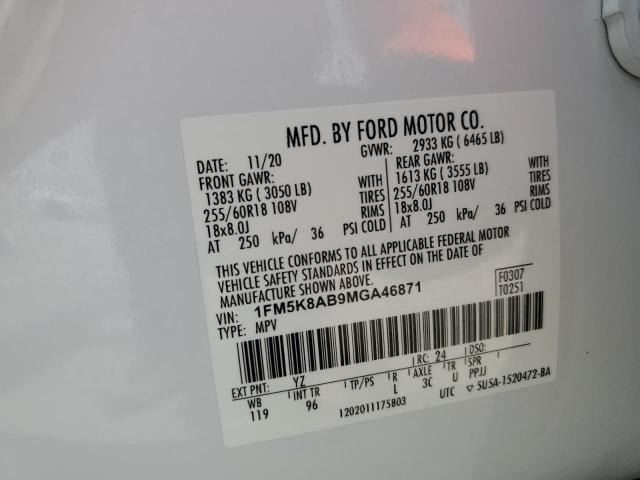 MFD. BY FORD MOTOR CO.
DATE: 11/20 GVWR: 2933 KG ( 6465 LB)
FRONT GAWR: REAR GAWR:
1383 KG ( 3050 LB) WITH 1613 KG ( 3555 LB) WITH
255/60R18 108V TIRES 255/60R18 108V TIRES
18x8.0J RIMS 18x8.0J RIMS
AT 250 kPa/ 36 PSI COLD AT 250 kPa/ 36 PSI COLD
THIS VEHICLE CONFORMS TO ALL APPLICABLE FEDERAL MOTOR
VEHICLE SAFETY STANDARDS IN EFFECT ON THE DATE OF
MANUFACTURE SHOWN ABOVE.
VIN: 1FM5K8AB9MGA46871
TYPE: MPV
F0307
T0251
EXT PNT: YZ RC: 24 DSO:
WB INT TR TP/PS R AXLE TR SPR
119 96 L 3C U PPJJ
1202011175803 UTC ▽ 5U5A-1520472-BA